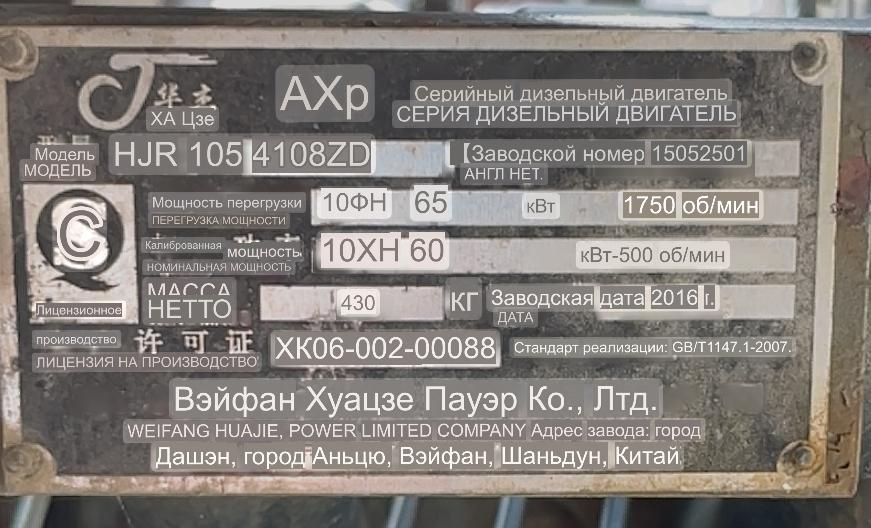 华杰
ХА Цзе
АХр
Серийный дизельный двигатель
СЕРИЯ ДИЗЕЛЬНЫЙ ДВИГАТЕЛЬ
Модель HJR 105 4108ZD 【Заводской номер 15052501
МОДЕЛЬ АНГЛ НЕТ.
Мощность перегрузки 10ФН 65 кВт 1750 об/мин
ПЕРЕГРУЗКА МОЩНОСТИ
Калиброванная мощность 10ХН 60 кВт-500 об/мин
НОМИНАЛЬНАЯ МОЩНОСТЬ
МАССА
НЕТТО 430 КГ Заводская дата 2016 г.
ДАТА
Лицензионное
производство 许可证 ХК06-002-00088 Стандарт реализации: GB/T1147.1-2007.
ЛИЦЕНЗИЯ НА ПРОИЗВОДСТВО
Вэйфан Хуацзе Пауэр Ко., Лтд.
WEIFANG HUAJIE, POWER LIMITED COMPANY Адрес завода: город
Дашэн, город Аньцю, Вэйфан, Шаньдун, Китай